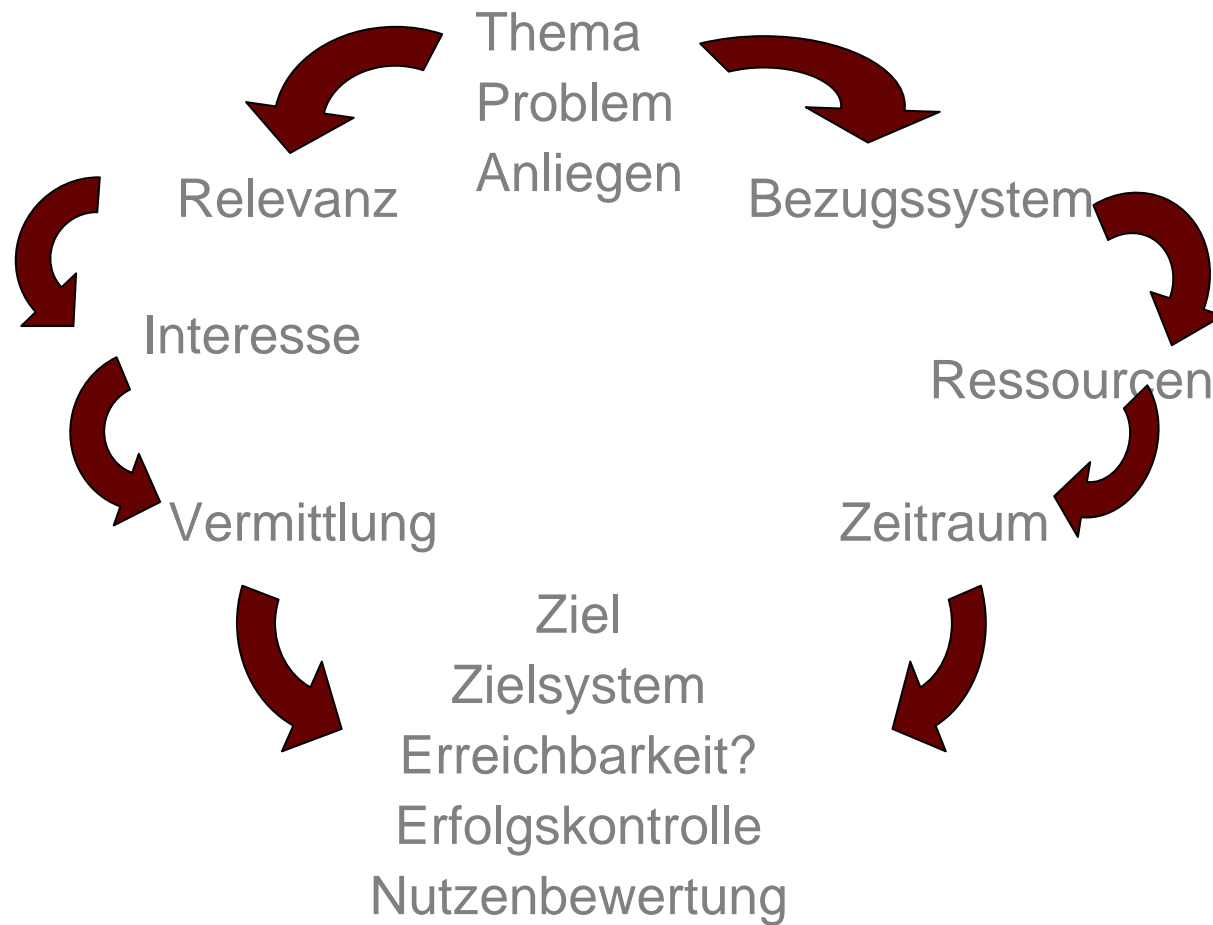 Thema
Problem
Anliegen
Relevanz
Bezugssystem
Interesse
Ressourcen
Vermittlung
Zeitraum
Ziel
Zielsystem
Erreichbarkeit?
Erfolgskontrolle
Nutzenbewertung